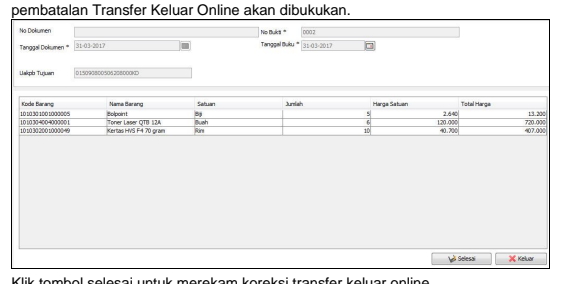 pembatalan Transfer Keluar Online akan dibukukan.
No Dokumen
No Bukti * 0002
Tanggal Dokumen * 31-03-2017
Tanggal Buku * 31-03-2017
Uakpb Tujuan 015090800506208000KD
Kode Barang Nama Barang Satuan Jumlah Harga Satuan Total Harga
1010301001000005 Bolpoint Biji 5 2.640 13.200
1010304004000001 Toner Laser QTB 12A Buah 6 120.000 720.000
1010302001000049 Kertas HVS F4 70 gram Rim 10 40.700 407.000
Selesai Keluar
Klik tombol selesai untuk merekam koreksi transfer keluar online